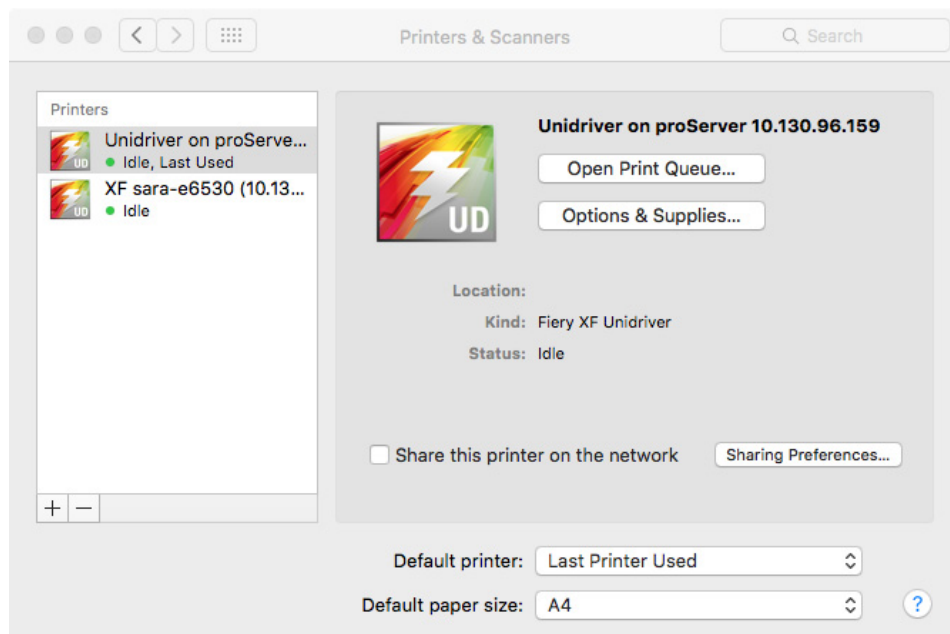 Printers & Scanners
Search
Printers
Unidriver on proServe...
Idle, Last Used
XF sara-e6530 (10.13...
Idle
UD
UD
UD
Unidriver on proServer 10.130.96.159
Open Print Queue...
Options & Supplies...
Location:
Kind: Fiery XF Unidriver
Status: Idle
Share this printer on the network
Sharing Preferences...
+ −
Default printer: Last Printer Used
Default paper size: A4
?